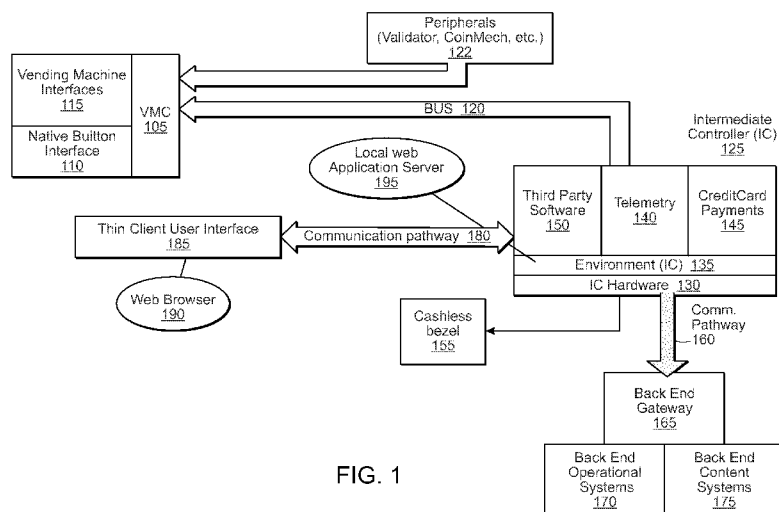 Peripherals
(Validator, CoinMech, etc.)
122
Vending Machine
Interfaces
115
VMC
105
Native Buitton
Interface
110
BUS 120
Intermediate
Controller (IC)
125
Local web
Application Server
195
Third Party
Software
150
Telemetry
140
CreditCard
Payments
145
Thin Client User Interface
185
Communication pathway 180
Environment (IC) 135
IC Hardware 130
Web Browser
190
Cashless
bezel
155
Comm.
Pathway
160
Back End
Gateway
165
Back End
Operational
Systems
170
Back End
Content
Systems
175
FIG. 1